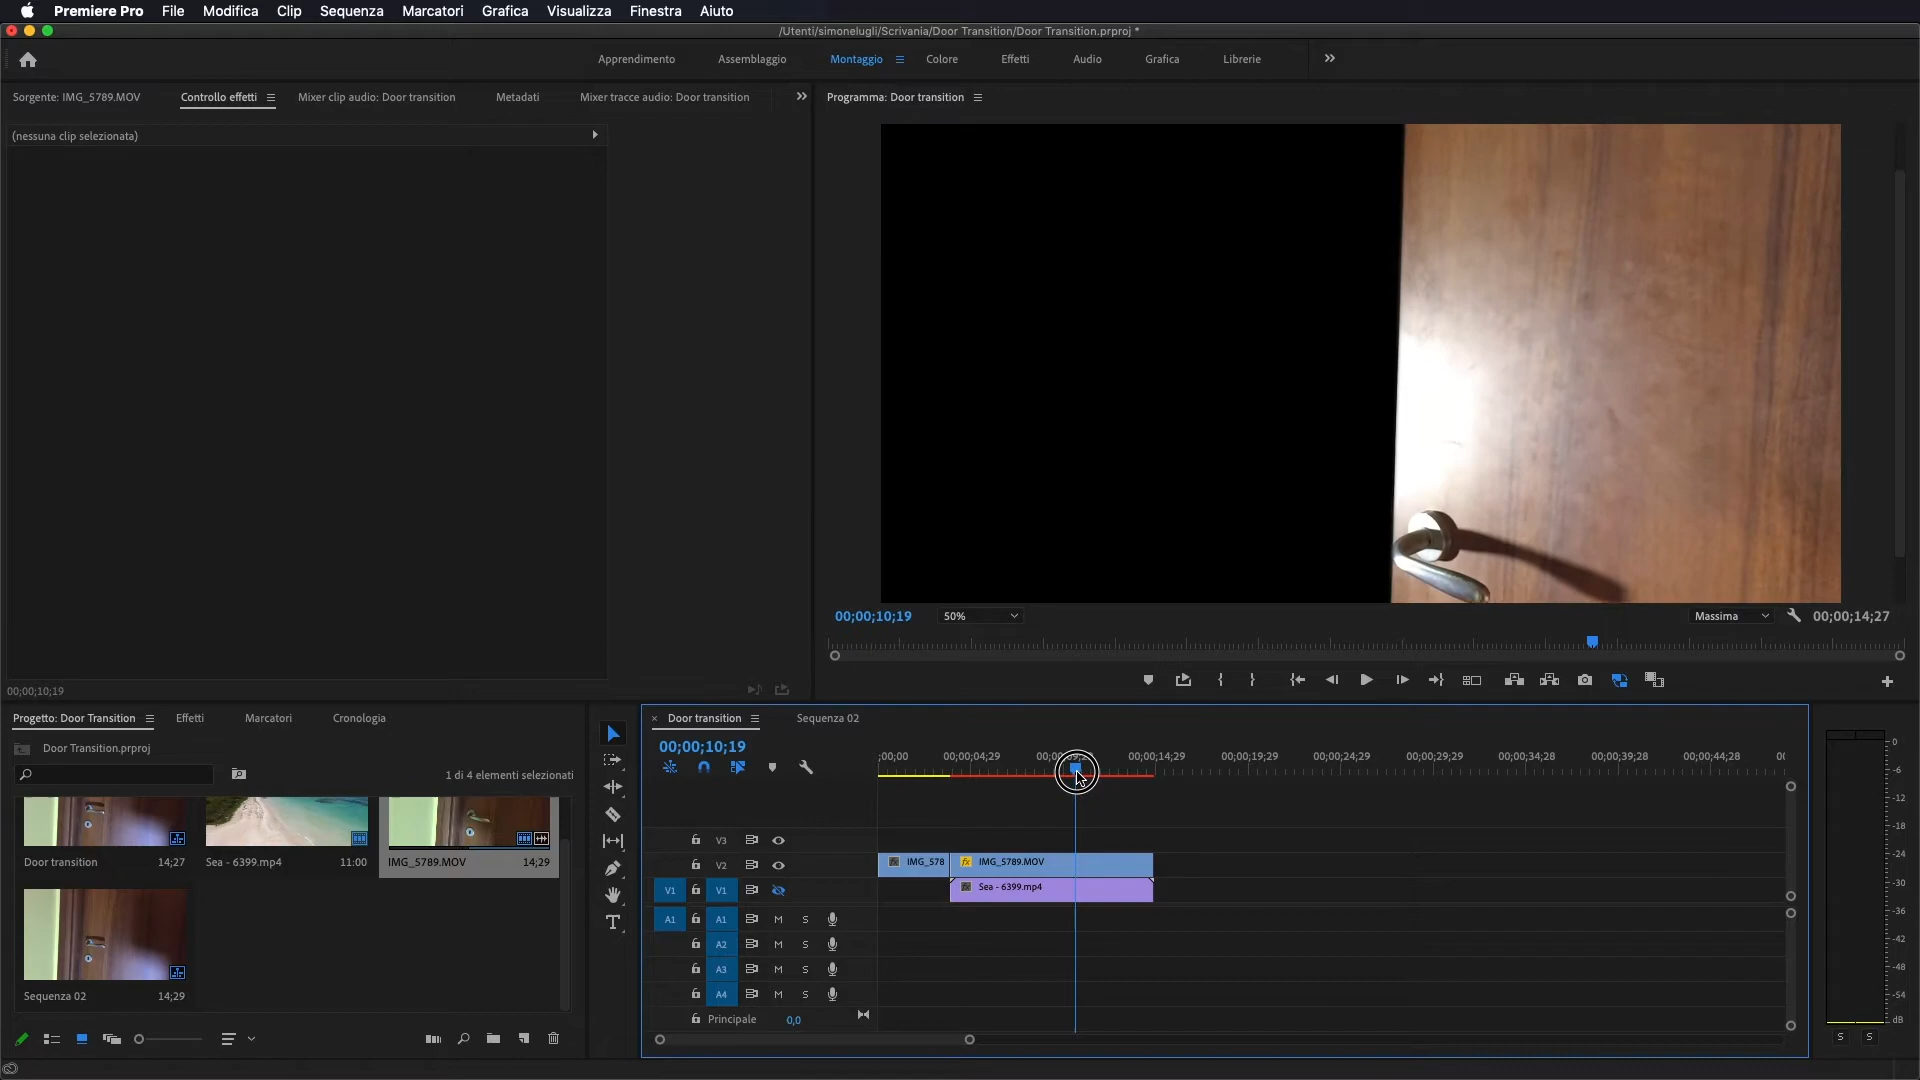 Premiere Pro File Modifica Clip Sequenza Marcatori Grafica Visualizza Finestra Aiuto
/Utenti/simonelugli/Scrivania/Door Transition/Door Transition.prproj *
Apprendimento Assemblaggio Montaggio Colore Effetti Audio Grafica Librerie
Sorgente: IMG_5789.MOV Controllo effetti Mixer clip audio: Door transition Metadati Mixer tracce audio: Door transition
Programma: Door transition
(nessuna clip selezionata)
00;00;10;19 50% Massima 00;00;14;27
00;00;10;19
Progetto: Door Transition Effetti Marcatori Cronologia
Door Transition.prproj
1 di 4 elementi selezionati
Door transition 14;27 Sea - 6399.mp4 11:00 IMG_5789.MOV 14;29
Sequenza 02 14;29
Door transition Sequenza 02
00;00;10;19
;00;00 00;00;04;29 00;00;14;29 00;00;19;29 00;00;24;29 00;00;29;29 00;00;34;28 00;00;39;28 00;00;44;28 00
V3
V2 IMG_578 IMG_5789.MOV
V1 V1 Sea - 6399.mp4
A1 A1 M S
A2 M S
A3 M S
A4 M S
Principale 0,0
0
-6
-12
-18
-24
-30
-36
-42
-48
-54
dB
S S